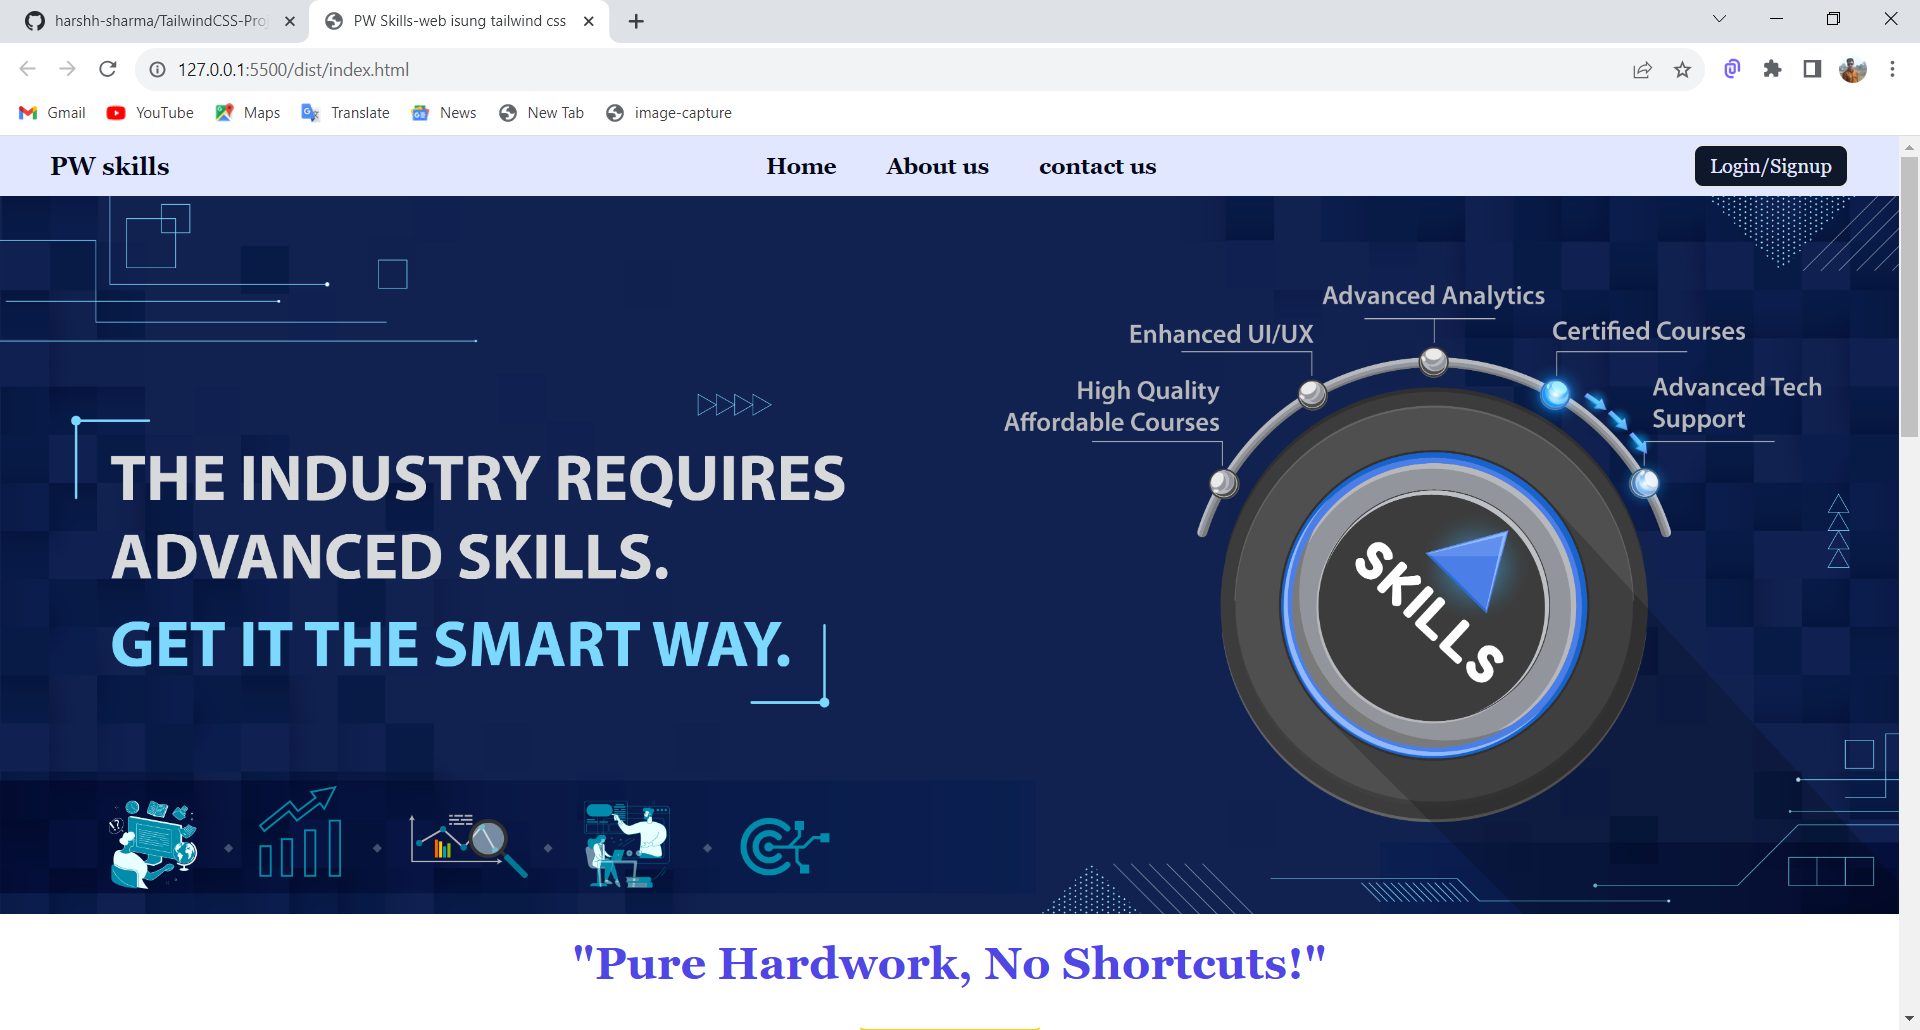 harshh-sharma/TailwindCSS-Proj
PW Skills-web isung tailwind css
127.0.0.1:5500/dist/index.html
Gmail
YouTube
Maps
Translate
News
New Tab
image-capture
PW skills
Home
About us
contact us
Login/Signup
Advanced Analytics
Enhanced UI/UX
Certified Courses
High Quality
Affordable Courses
Advanced Tech
Support
THE INDUSTRY REQUIRES
ADVANCED SKILLS.
GET IT THE SMART WAY.
SKILLS
"Pure Hardwork, No Shortcuts!"